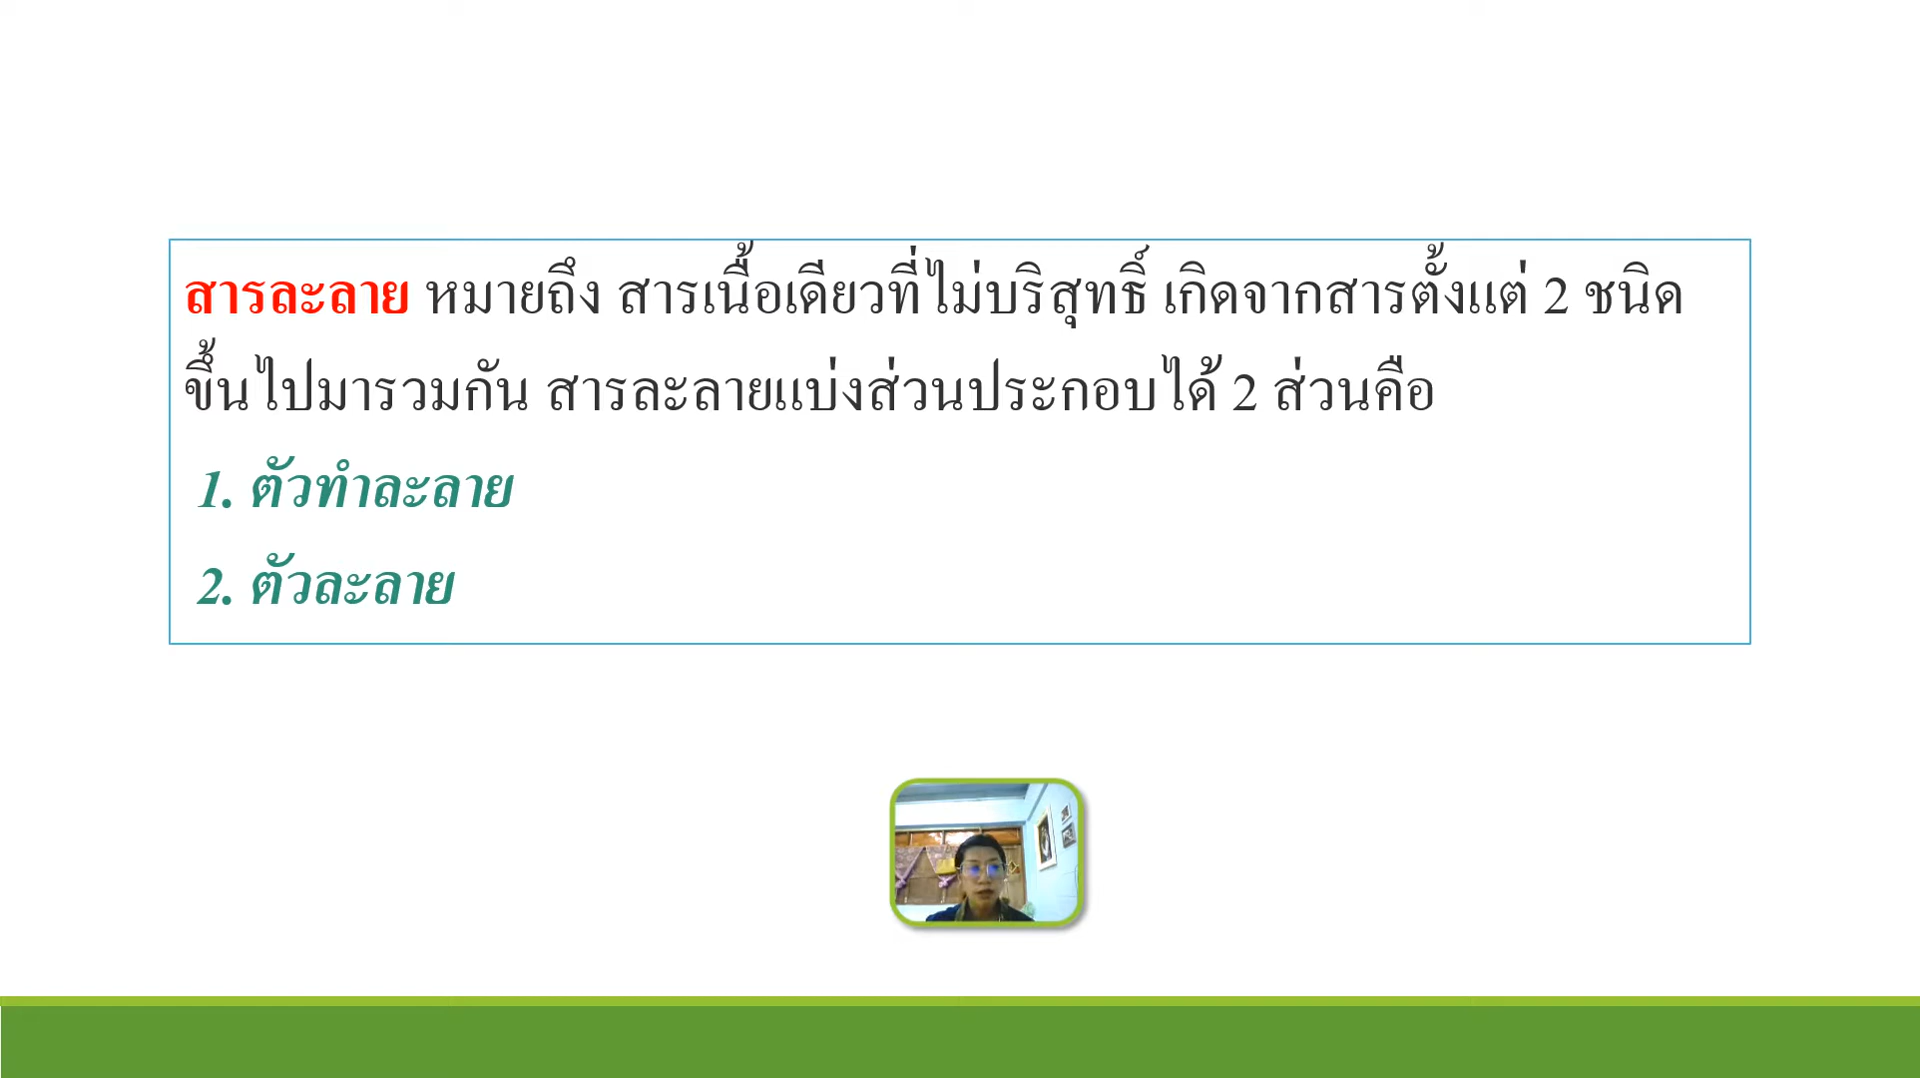 สารละลาย หมายถึง สารเนื้อเดียวที่ไม่บริสุทธิ์ เกิดจากสารตั้งแต่ 2 ชนิด
ขึ้นไปมารวมกัน สารละลายแบ่งส่วนประกอบได้ 2 ส่วนคือ
1. ตัวทำละลาย
2. ตัวละลาย